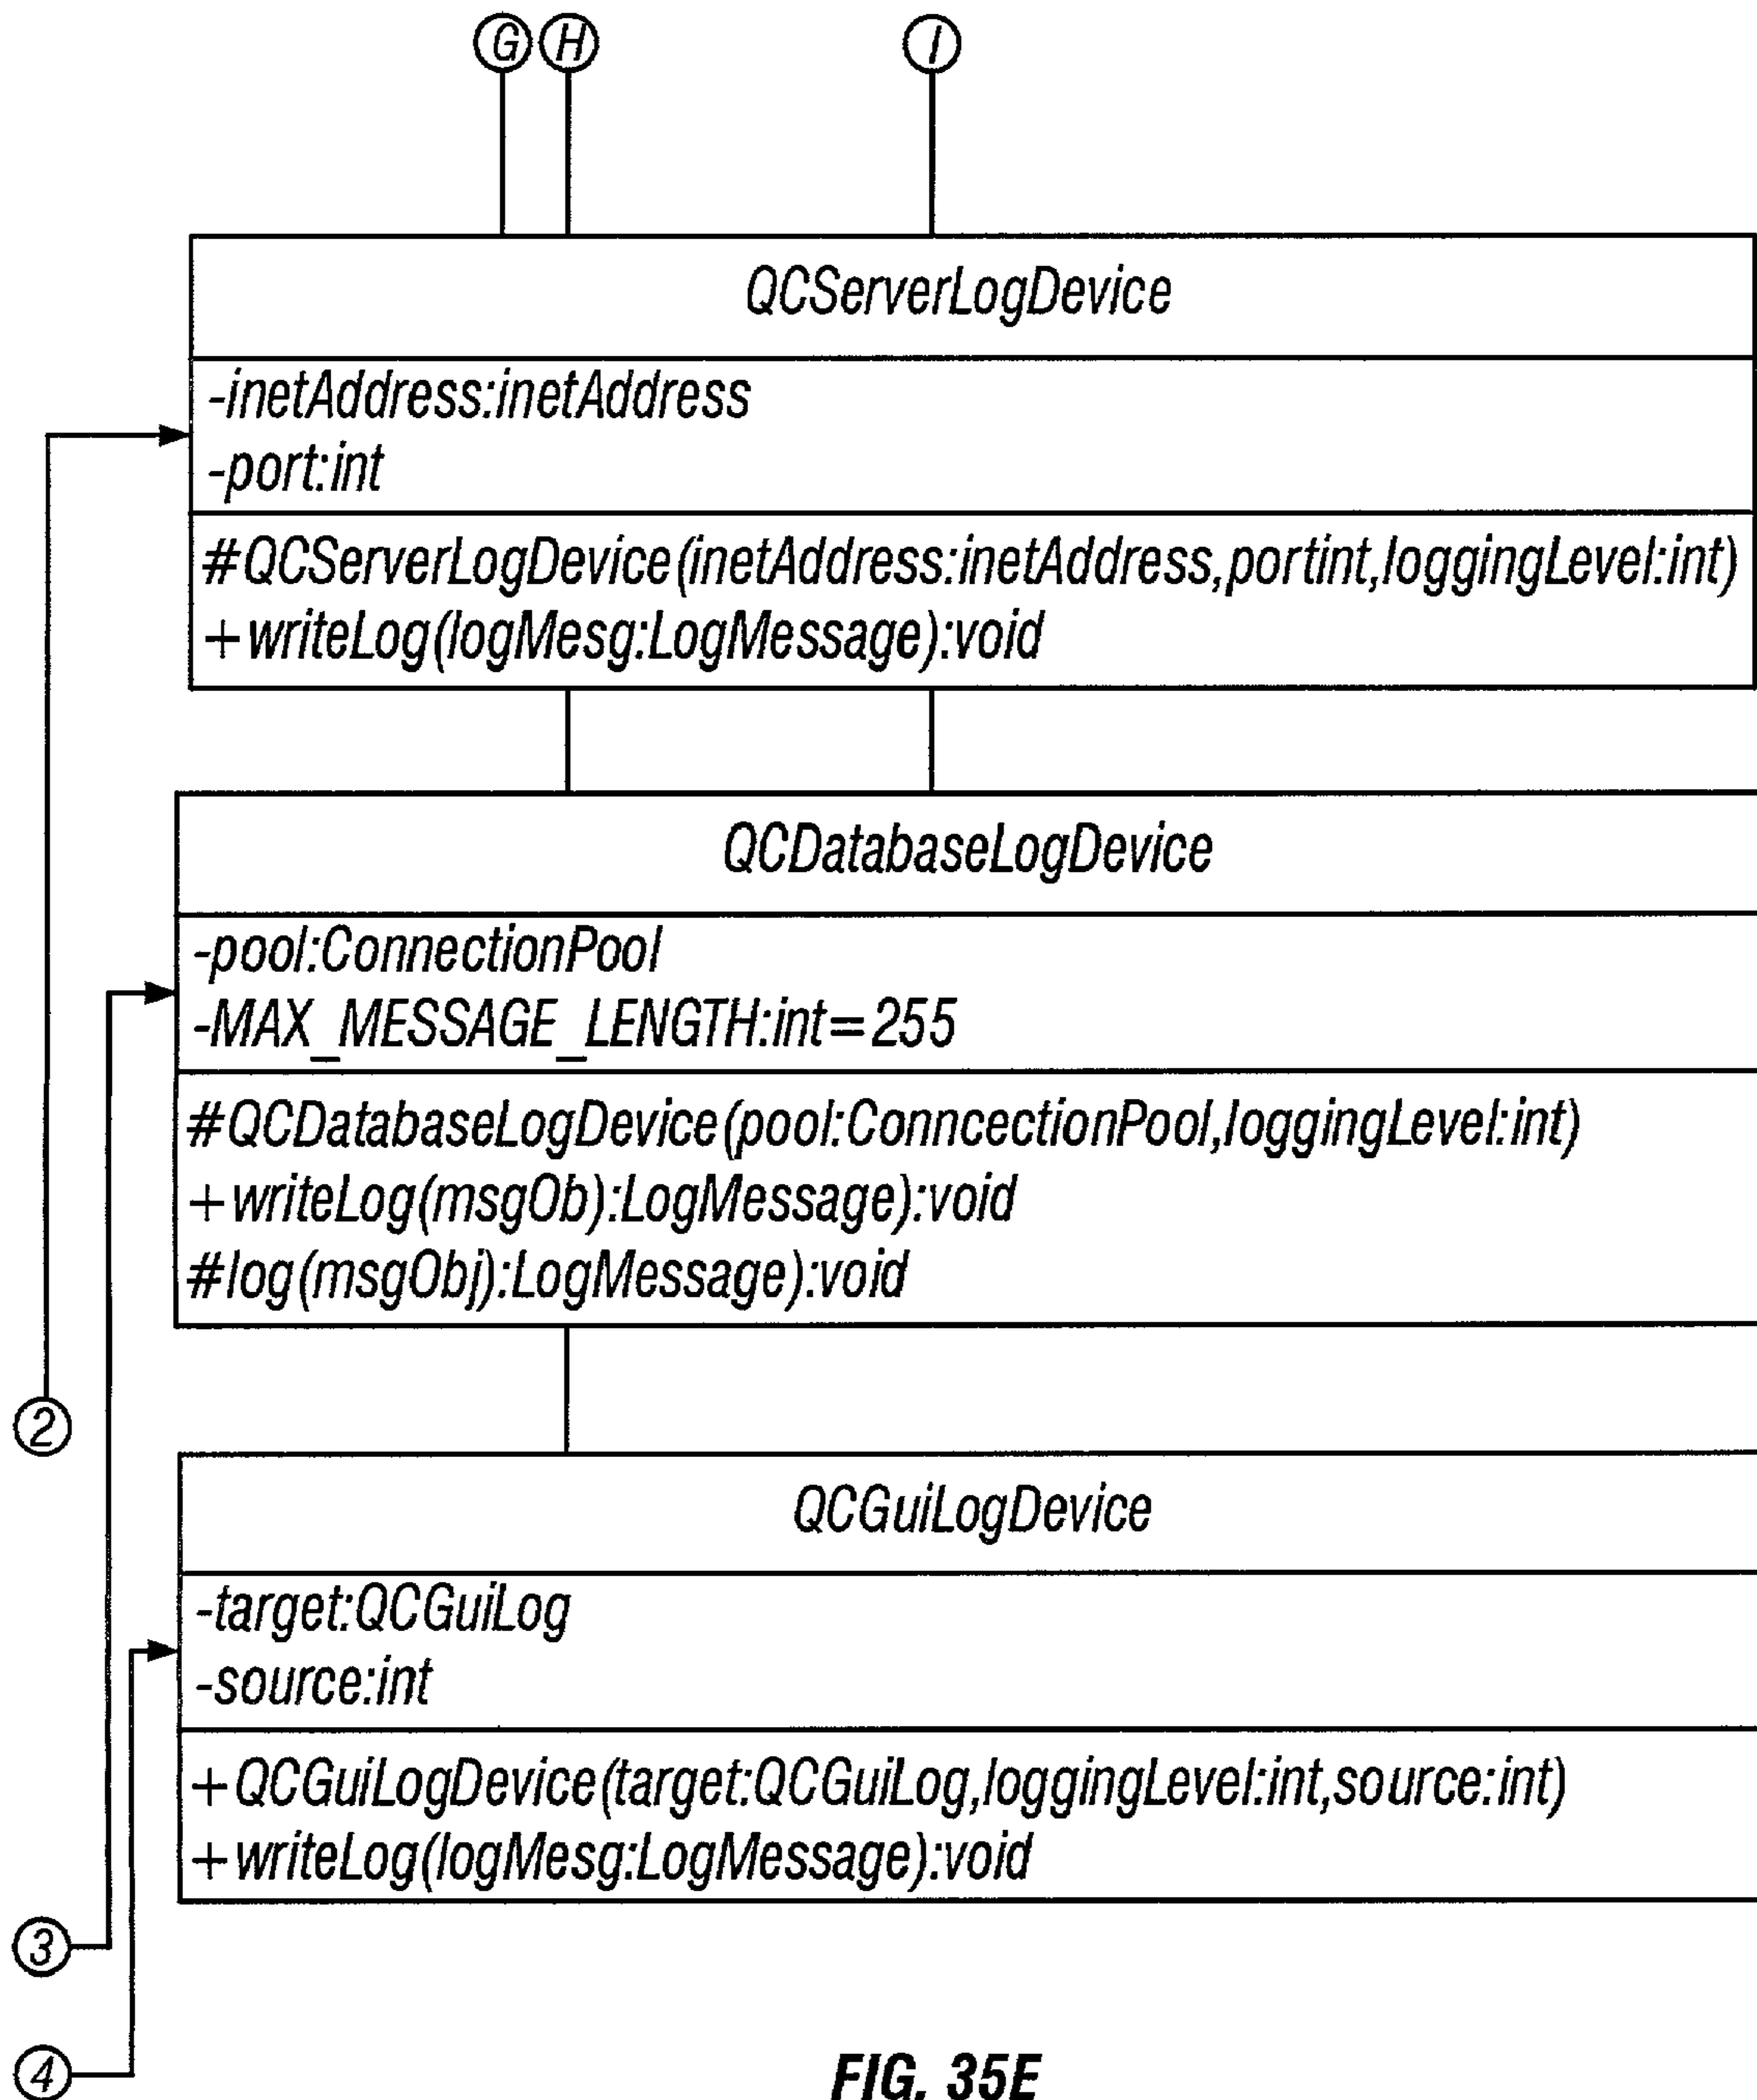 G H I
QCServerLogDevice
-inetAddress:inetAddress
-port:int
#QCServerLogDevice(inetAddress:inetAddress,portint,loggingLevel:int)
+writeLog(logMesg:LogMessage):void
QCDatabaseLogDevice
-pool:ConnectionPool
-MAX_MESSAGE_LENGTH:int=255
#QCDatabaseLogDevice(pool:ConncectionPool,loggingLevel:int)
+writeLog(msgOb):LogMessage):void
#log(msgObj):LogMessage):void
2
QCGuiLogDevice
-target:QCGuiLog
-source:int
+QCGuiLogDevice(target:QCGuiLog,loggingLevel:int,source:int)
+writeLog(logMesg:LogMessage):void
3
4
FIG. 35E